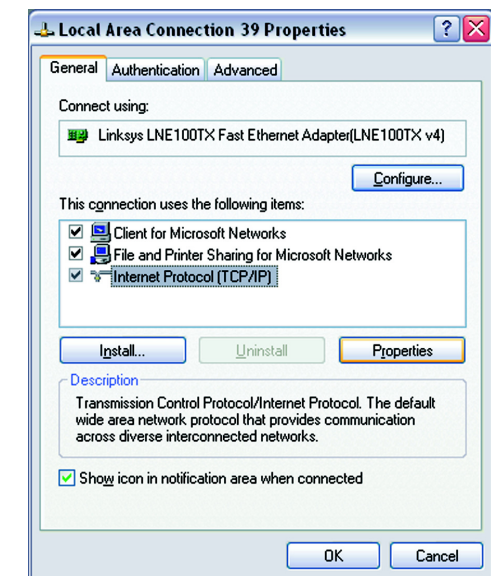 Local Area Connection 39 Properties
General Authentication Advanced
Connect using:
Linksys LNE100TX Fast Ethernet Adapter(LNE100TX v4)
Configure...
This connection uses the following items:
Client for Microsoft Networks
File and Printer Sharing for Microsoft Networks
Internet Protocol (TCP/IP)
Install... Uninstall Properties
Description
Transmission Control Protocol/Internet Protocol. The default
wide area network protocol that provides communication
across diverse interconnected networks.
Show icon in notification area when connected
OK Cancel